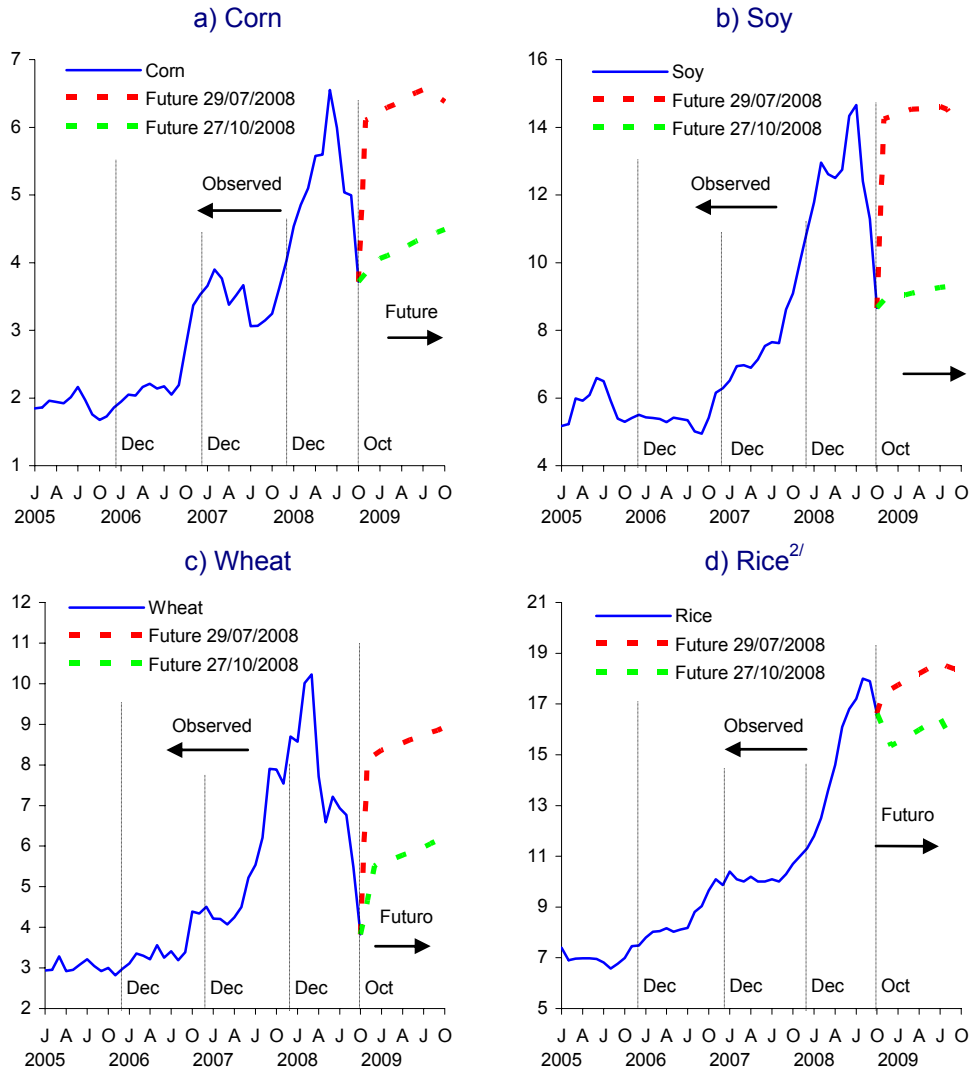 a) Corn
7
6
5
4
3
2
1
Corn
Future 29/07/2008
Future 27/10/2008
Observed
Future
Dec Dec Dec Oct
J A J O J A J O J A J O J A J O J A J O
2005 2006 2007 2008 2009
b) Soy
16
14
12
10
8
6
4
Soy
Future 29/07/2008
Future 27/10/2008
Observed
Dec Dec Dec Oct
J A J O J A J O J A J O J A J O J A J O
2005 2006 2007 2008 2009
c) Wheat
12
11
10
9
8
7
6
5
4
3
2
Wheat
Future 29/07/2008
Future 27/10/2008
Observed
Futuro
Dec Dec Dec Oct
J A J O J A J O J A J O J A J O J A J O
2005 2006 2007 2008 2009
d) Rice2/
21
19
17
15
13
11
9
7
5
Rice
Future 29/07/2008
Future 27/10/2008
Observed
Futuro
Dec Dec Dec Oct
J A J O J A J O J A J O J A J O J A J O
2005 2006 2007 2008 2009